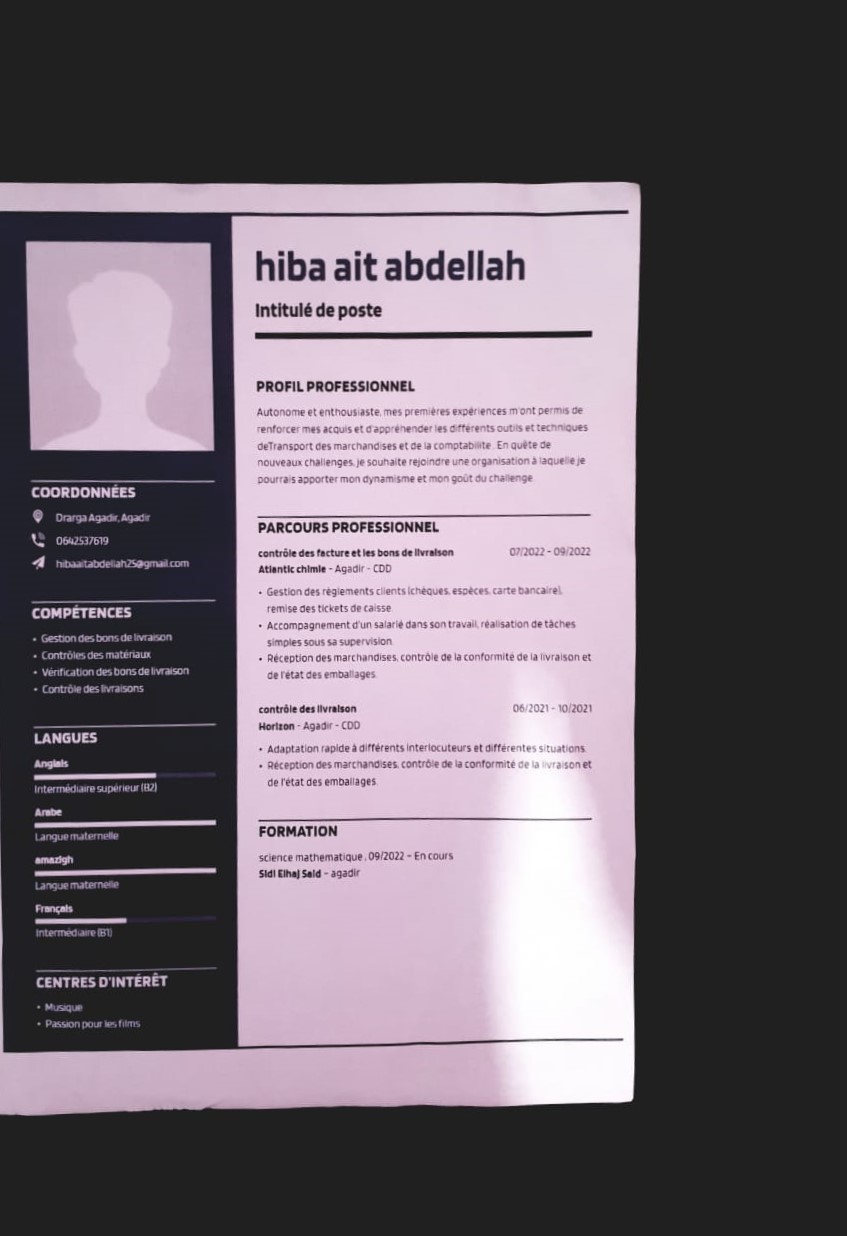 hiba ait abdellah
Intitulé de poste
COORDONNÉES
Drarga Agadir, Agadir
0642537619
hibaaitabdellah25@gmail.com
COMPÉTENCES
• Gestion des bons de livraison
• Contrôles des matériaux
• Vérification des bons de livraison
• Contrôle des livraisons
LANGUES
Anglais
Intermédiaire supérieur (B2)
Arabe
Langue maternelle
amazigh
Langue maternelle
Français
Intermédiaire (B1)
CENTRES D'INTÉRÊT
• Musique
• Passion pour les films
PROFIL PROFESSIONNEL
Autonome et enthousiaste, mes premières expériences m'ont permis de
renforcer mes acquis et d'appréhender les différents outils et techniques
deTransport des marchandises et de la comptabilite . En quête de
nouveaux challenges, je souhaite rejoindre une organisation à laquelle je
pourrais apporter mon dynamisme et mon goût du challenge.
PARCOURS PROFESSIONNEL
contrôle des facture et les bons de livraison 07/2022 - 09/2022
Atlantic chimie - Agadir - CDD
• Gestion des règlements clients (chèques, espèces, carte bancaire),
remise des tickets de caisse.
• Accompagnement d'un salarié dans son travail, réalisation de tâches
simples sous sa supervision.
• Réception des marchandises, contrôle de la conformité de la livraison et
de l'état des emballages.
contrôle des livraison 06/2021 - 10/2021
Horizon - Agadir - CDD
• Adaptation rapide à différents interlocuteurs et différentes situations.
• Réception des marchandises, contrôle de la conformité de la livraison et
de l'état des emballages.
FORMATION
science mathematique , 09/2022 - En cours
Sidi Elhaj Said - agadir